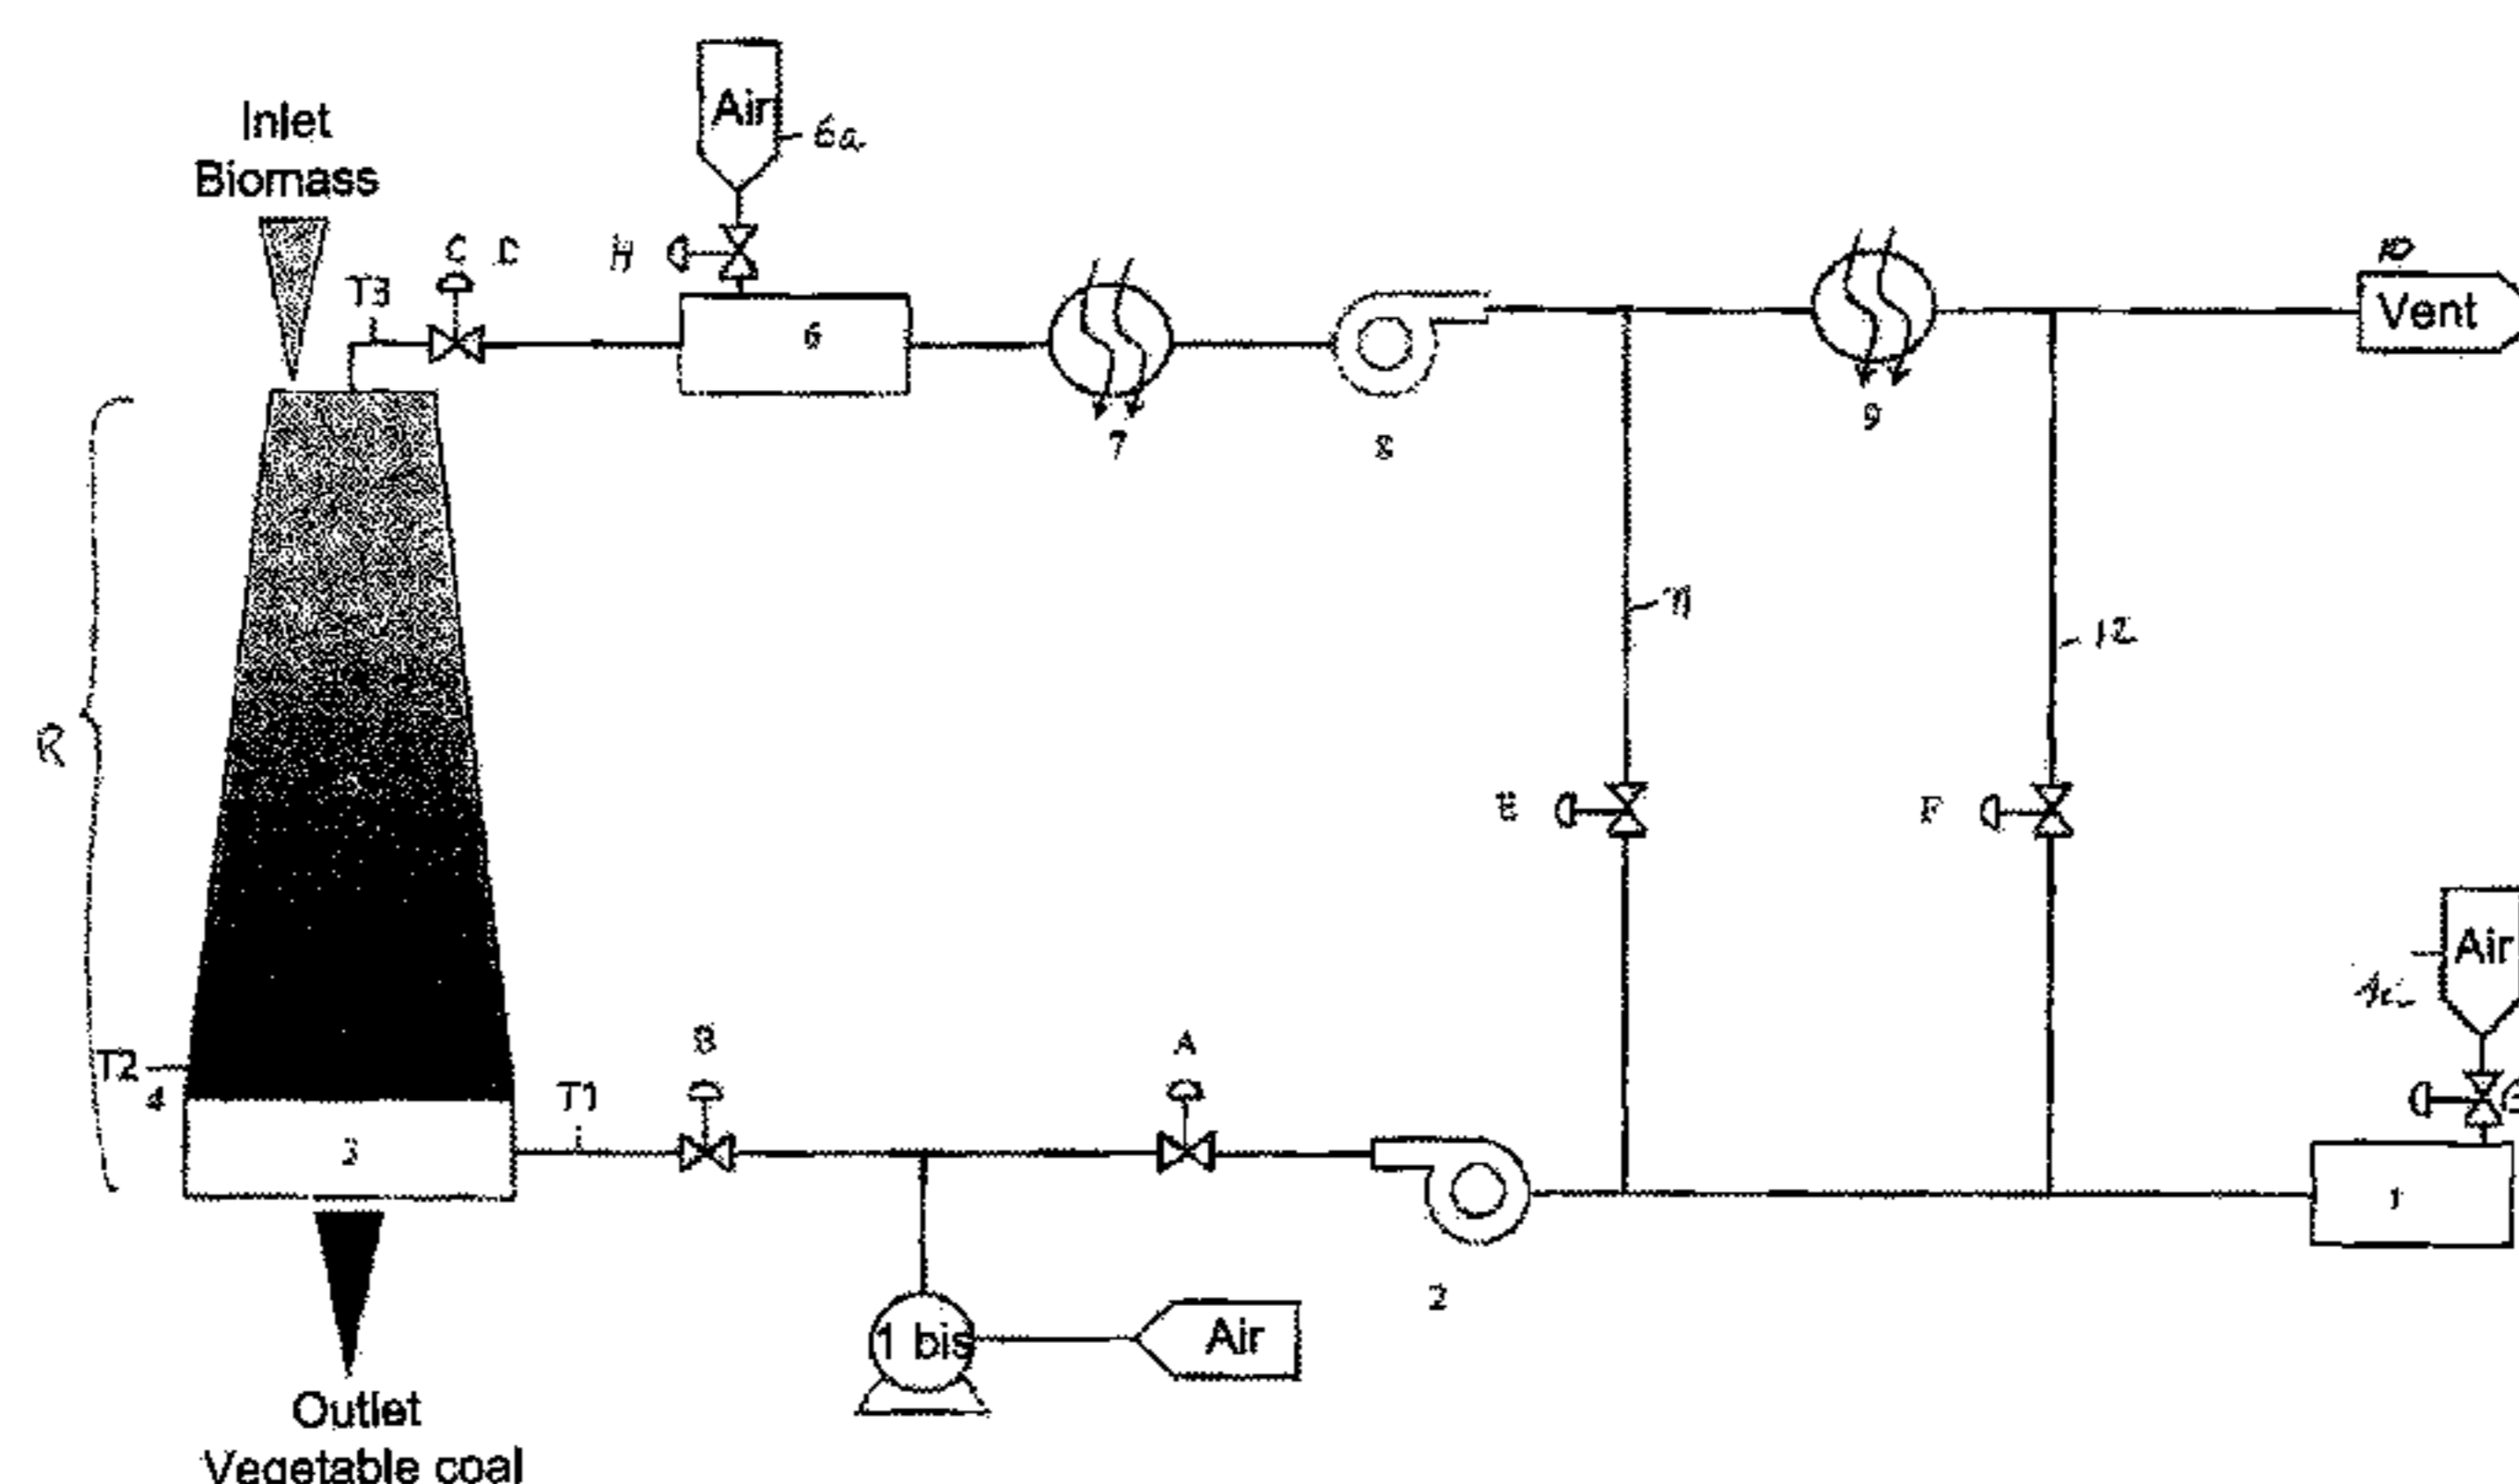 Air
6a
Inlet
Biomass
T3
C D
H
6
7
8
9
10
Vent
11
12
R
E
F
Air
T2
4
3
T1
B
A
2
1
1 bis
Air
Outlet
Vegetable coal